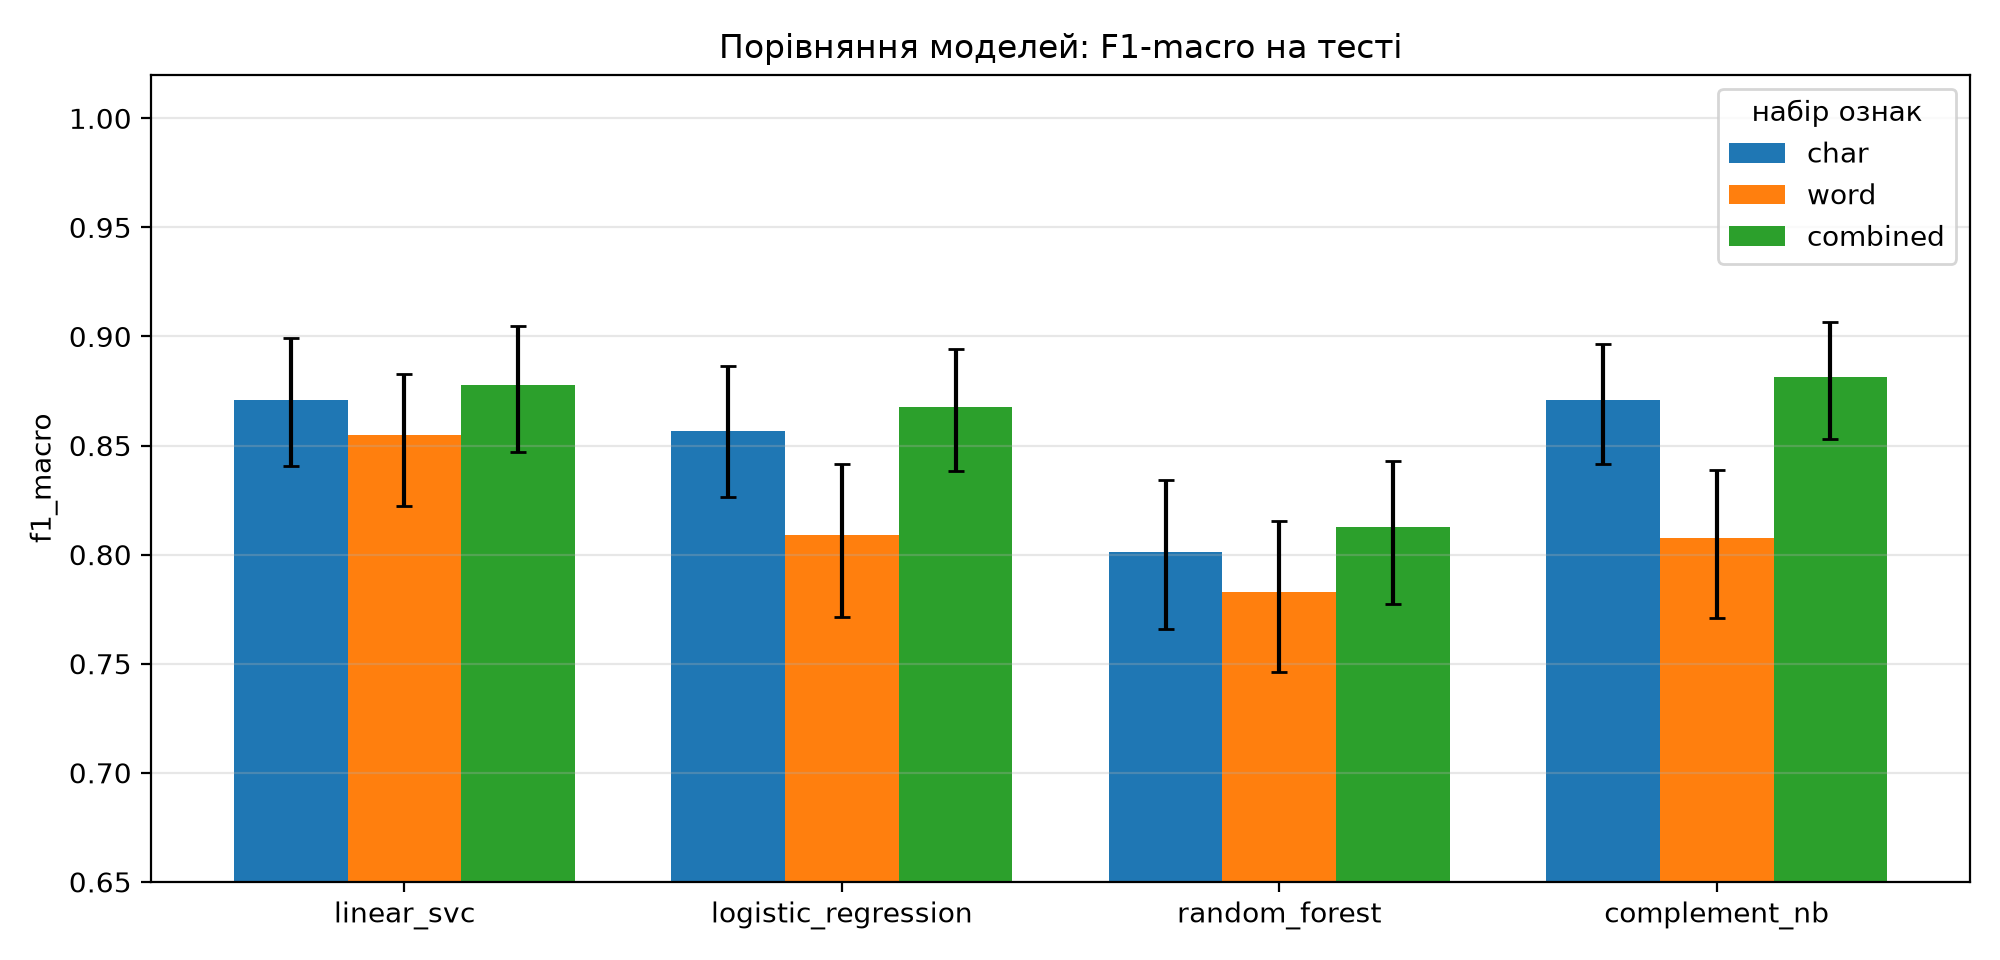 Порівняння моделей: F1-macro на тесті
набір ознак
char
word
combined
f1_macro
1.00
0.95
0.90
0.85
0.80
0.75
0.70
0.65
linear_svc
logistic_regression
random_forest
complement_nb